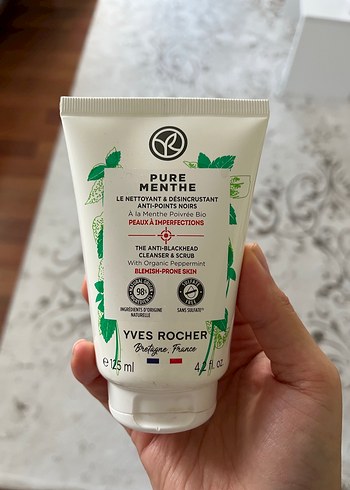 PURE
MENTHE
LE NETTOYANT & DÉSINCRUSTANT
ANTI-POINTS NOIRS
À la Menthe Poivrée Bio
PEAUX À IMPERFECTIONS
THE ANTI-BLACKHEAD
CLEANSER & SCRUB
With Organic Peppermint
BLEMISH-PRONE SKIN
98%
SULFATE
FREE
INGRÉDIENTS D'ORIGINE
NATURELLE
SANS SULFATE
YVES ROCHER
Bretagne, France
℮ 125 ml
4.2 fl. oz.